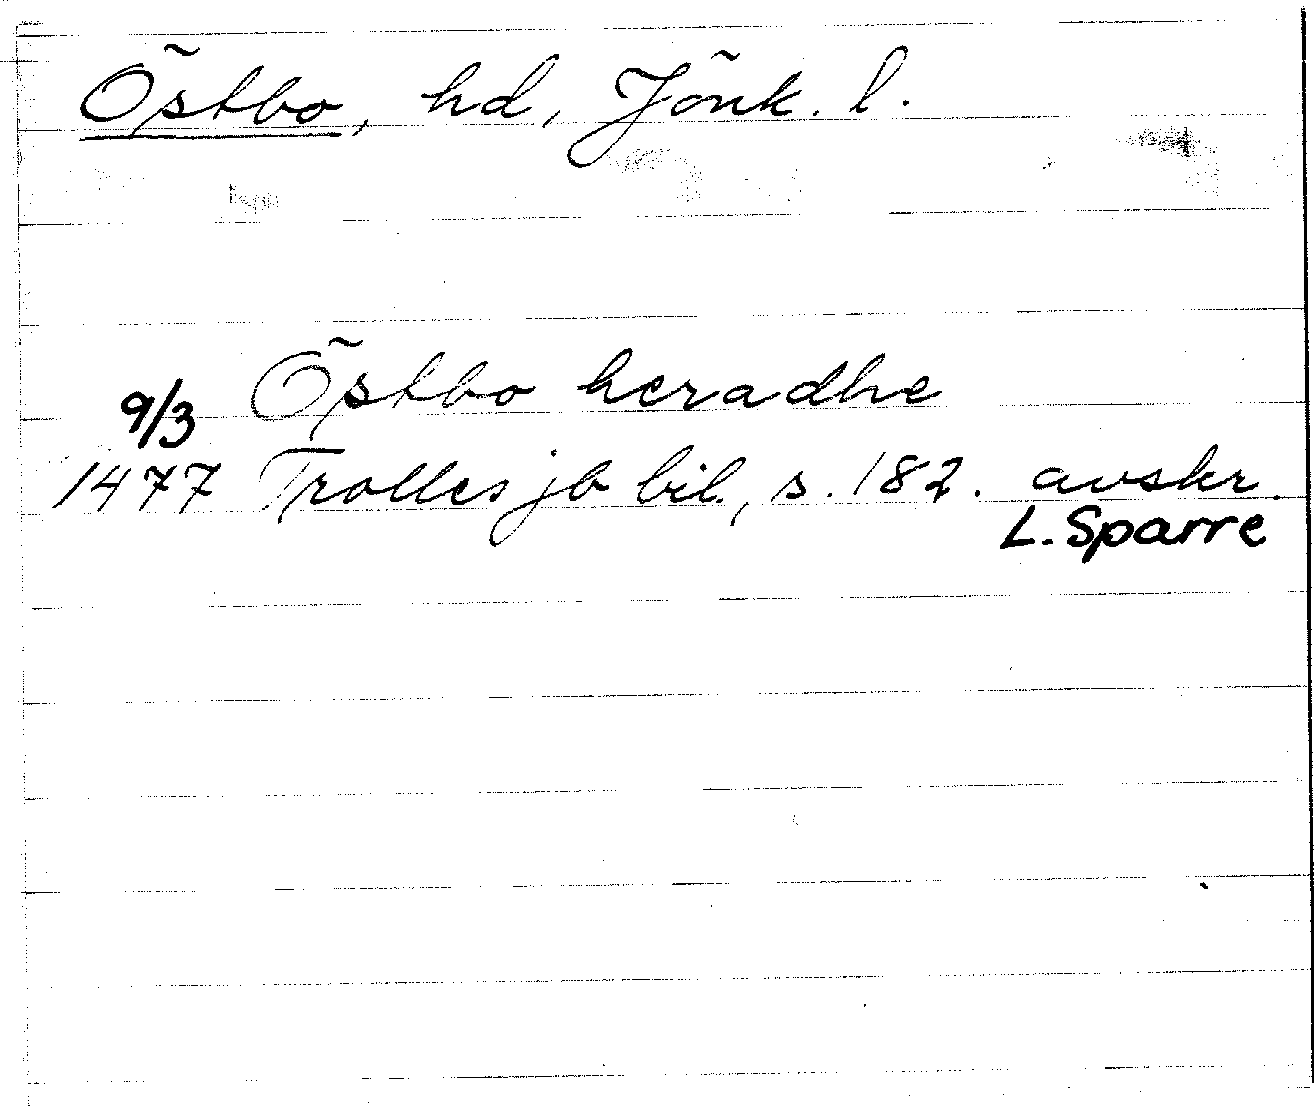 Östbo, hd, Jönk. l.
Östbo heradhe
9/3
1477 Trolles jb bil., s. 182. avskr.
L. Sparre